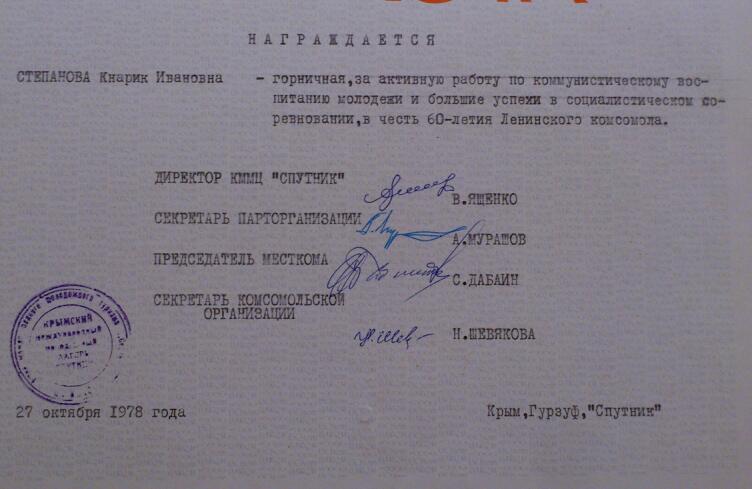 НАГРАЖДАЕТСЯ
СТЕПАНОВА Кнарик Ивановна - горничная, за активную работу по коммунистическому вос-
питанию молодежи и большие успехи в социалистическом со-
ревновании, в честь 60-летия Ленинского комсомола.
ДИРЕКТОР КММЦ "СПУТНИК"
В.ЯЩЕНКО
СЕКРЕТАРЬ ПАРТОРГАНИЗАЦИИ
А.МУРАШОВ
ПРЕДСЕДАТЕЛЬ МЕСТКОМА
С.ДАБАИН
СЕКРЕТАРЬ КОМСОМОЛЬСКОЙ
ОРГАНИЗАЦИИ
Н.ШЕВЯКОВА
КРЫМСКИЙ
МЕЖДУНАРОДНЫЙ
ЛАГЕРЬ
27 октября 1978 года
Крым, Гурзуф, "Спутник"